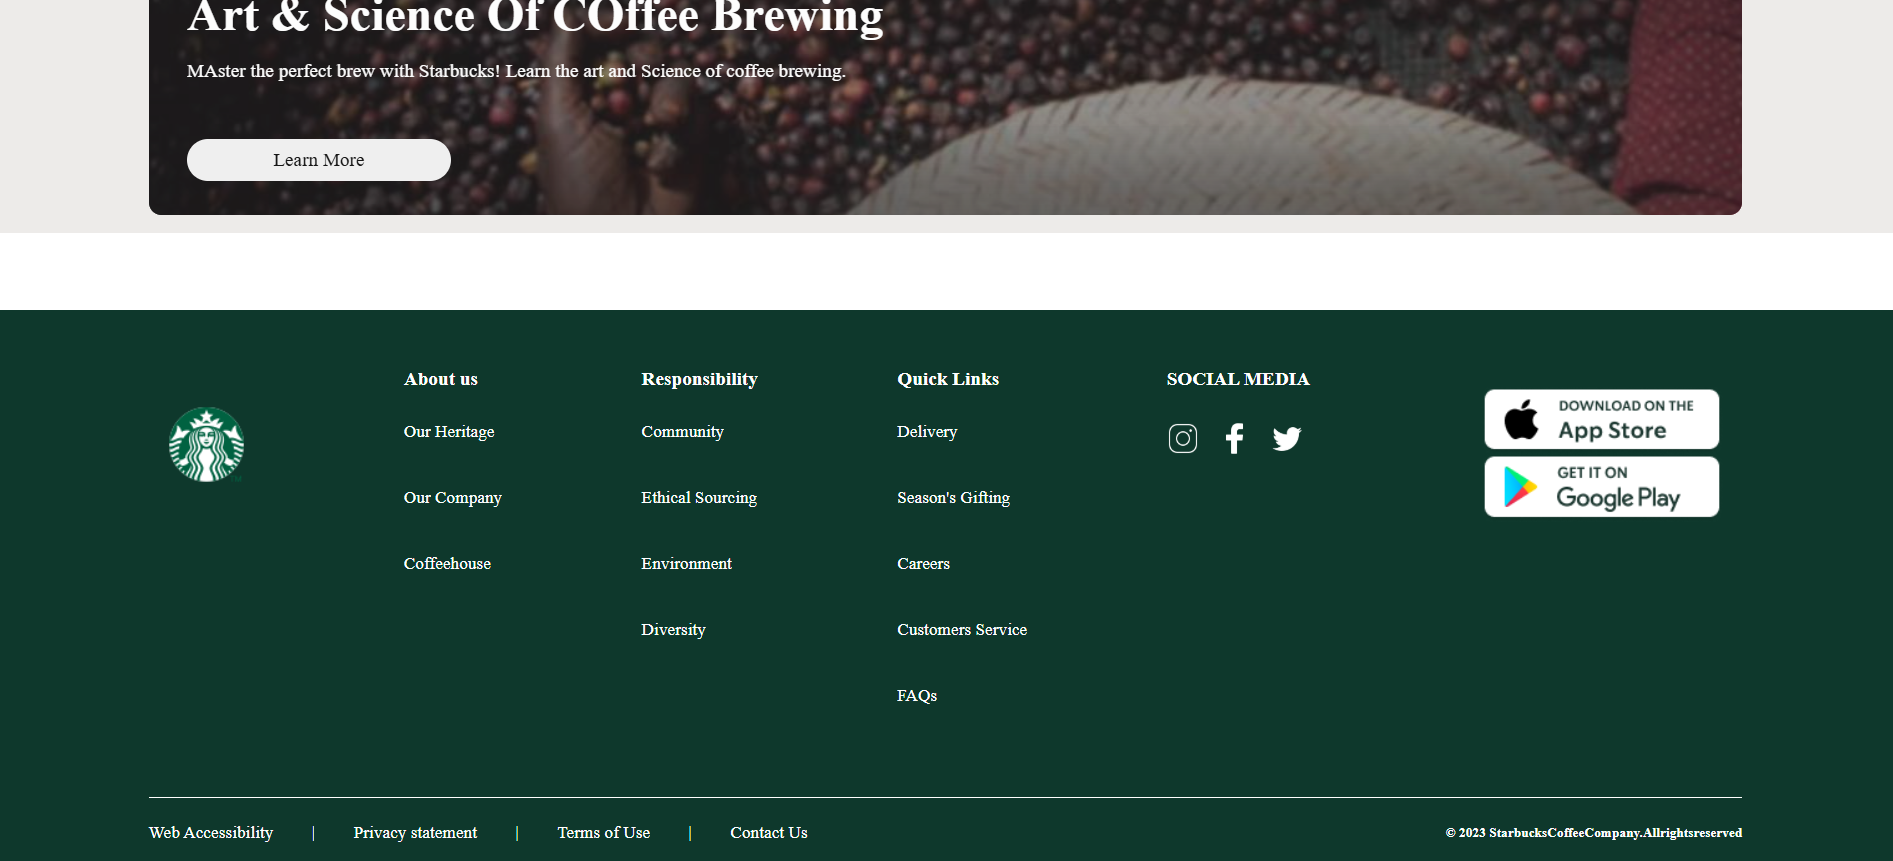 Art & Science Of COffee Brewing
MAster the perfect brew with Starbucks! Learn the art and Science of coffee brewing.
Learn More
About us
Our Heritage
Our Company
Coffeehouse
Responsibility
Community
Ethical Sourcing
Environment
Diversity
Quick Links
Delivery
Season's Gifting
Careers
Customers Service
FAQs
SOCIAL MEDIA
DOWNLOAD ON THE
App Store
GET IT ON
Google Play
Web Accessibility | Privacy statement | Terms of Use | Contact Us
© 2023 StarbucksCoffeeCompany.Allrightsreserved